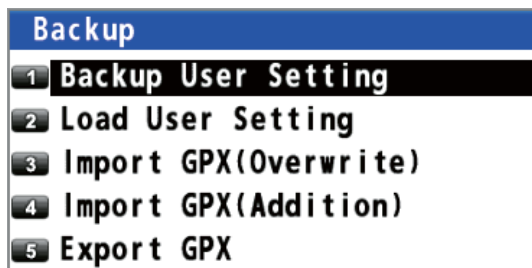 Backup
1 Backup User Setting
2 Load User Setting
3 Import GPX(Overwrite)
4 Import GPX(Addition)
5 Export GPX